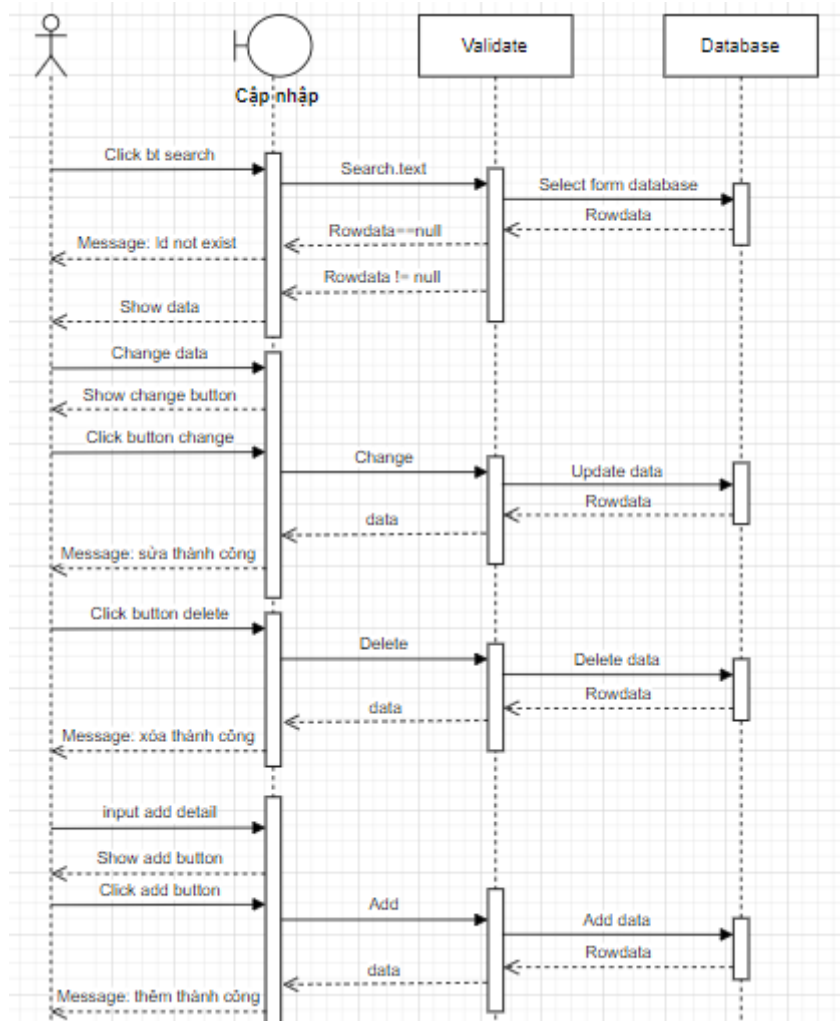 Validate
Database
Cập nhập
Click bt search
Search.text
Select form database
Rowdata
Rowdata==null
Message: Id not exist
Rowdata != null
Show data
Change data
Show change button
Click button change
Change
Update data
Rowdata
data
Message: sửa thành công
Click button delete
Delete
Delete data
Rowdata
data
Message: xóa thành công
input add detail
Show add button
Click add button
Add
Add data
Rowdata
data
Message: thêm thành công